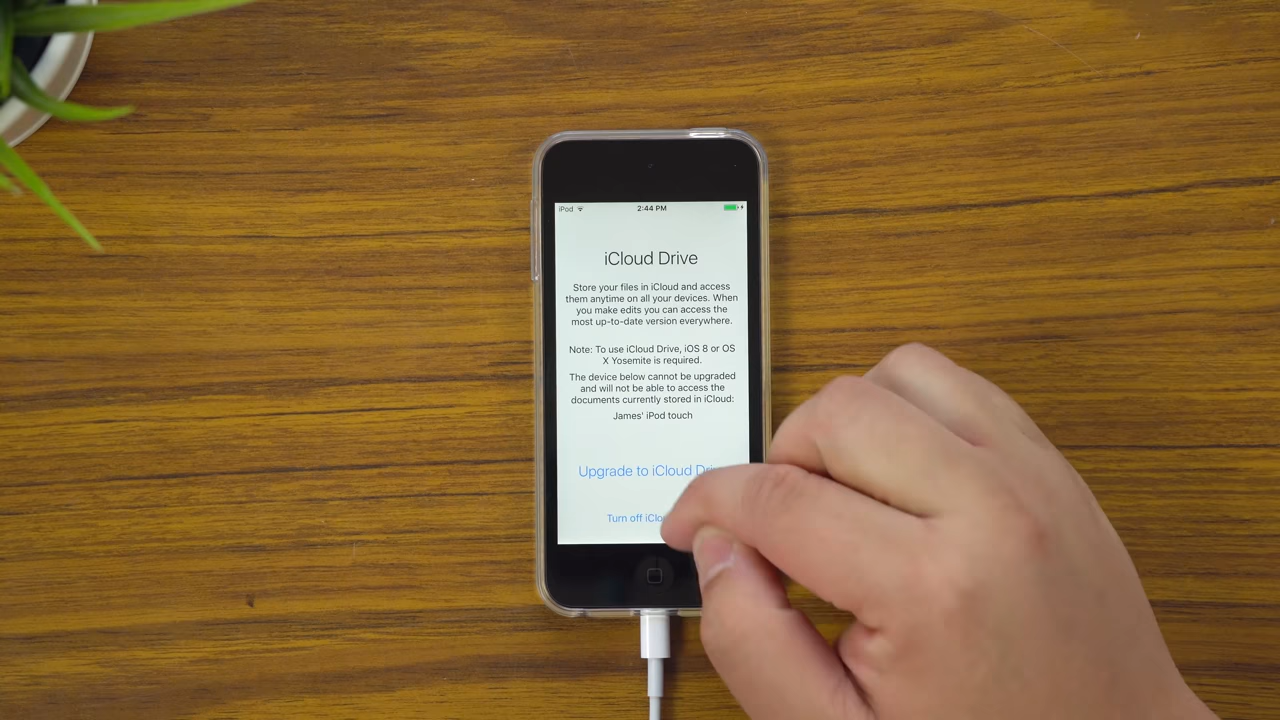 iPod 2:44 PM
iCloud Drive
Store your files in iCloud and access
them anytime on all your devices. When
you make edits you can access the
most up-to-date version everywhere.
Note: To use iCloud Drive, iOS 8 or OS
X Yosemite is required.
The device below cannot be upgraded
and will not be able to access the
documents currently stored in iCloud:
James' iPod touch
Upgrade to iCloud
Turn off